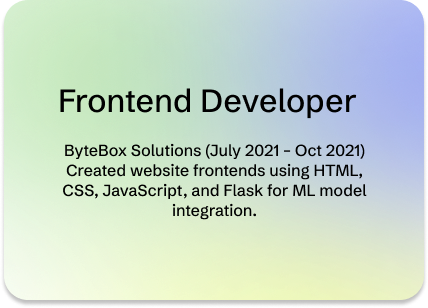 Frontend Developer
ByteBox Solutions (July 2021 – Oct 2021)
Created website frontends using HTML,
CSS, JavaScript, and Flask for ML model
integration.